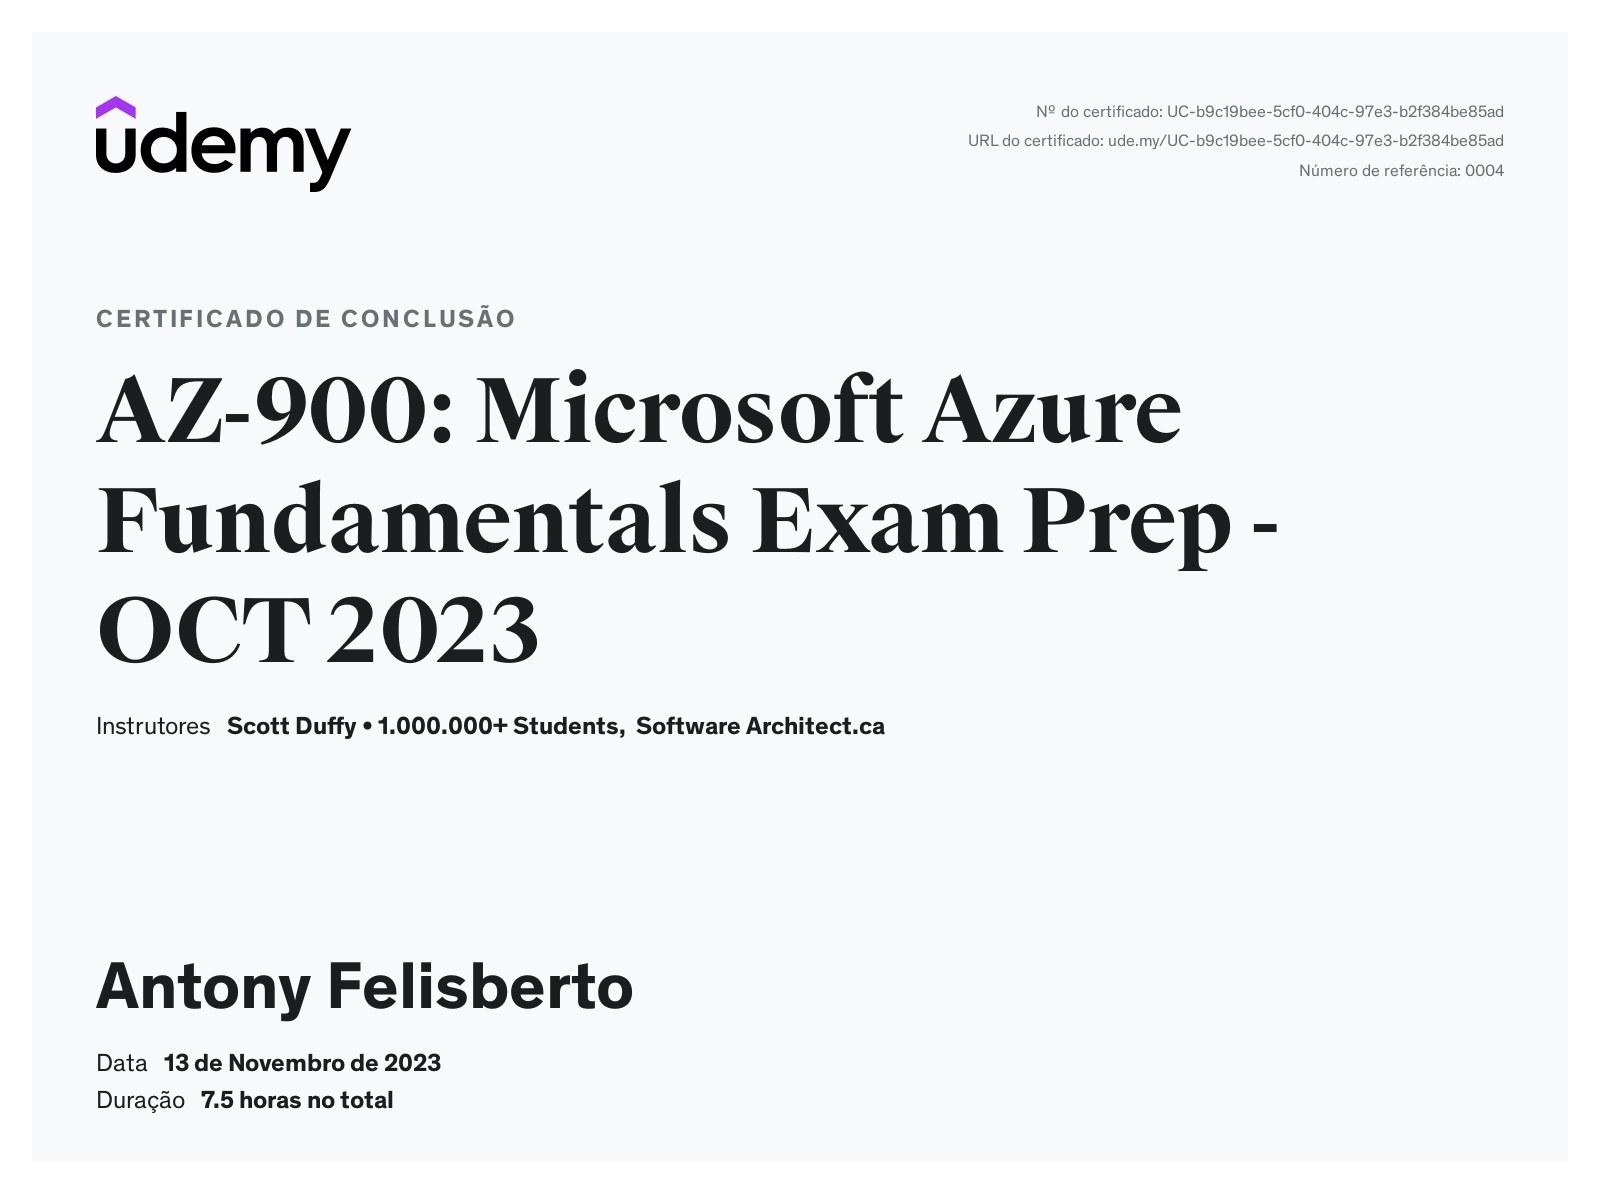 udemy
Nº do certificado: UC-b9c19bee-5cf0-404c-97e3-b2f384be85ad
URL do certificado: ude.my/UC-b9c19bee-5cf0-404c-97e3-b2f384be85ad
Número de referência: 0004
CERTIFICADO DE CONCLUSÃO
AZ-900: Microsoft Azure
Fundamentals Exam Prep -
OCT 2023
Instrutores Scott Duffy • 1.000.000+ Students, Software Architect.ca
Antony Felisberto
Data 13 de Novembro de 2023
Duração 7.5 horas no total